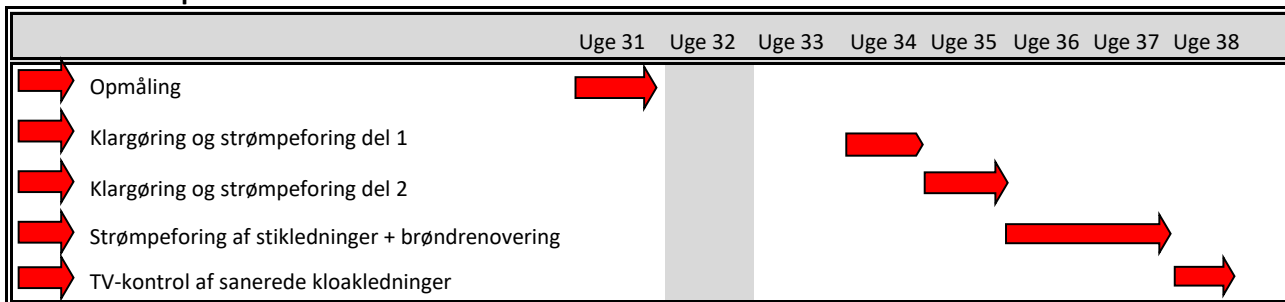 Uge 31 Uge 32 Uge 33 Uge 34 Uge 35 Uge 36 Uge 37 Uge 38
Opmåling
Klargøring og strømpeforing del 1
Klargøring og strømpeforing del 2
Strømpeforing af stikledninger + brøndrenovering
TV-kontrol af sanerede kloakledninger